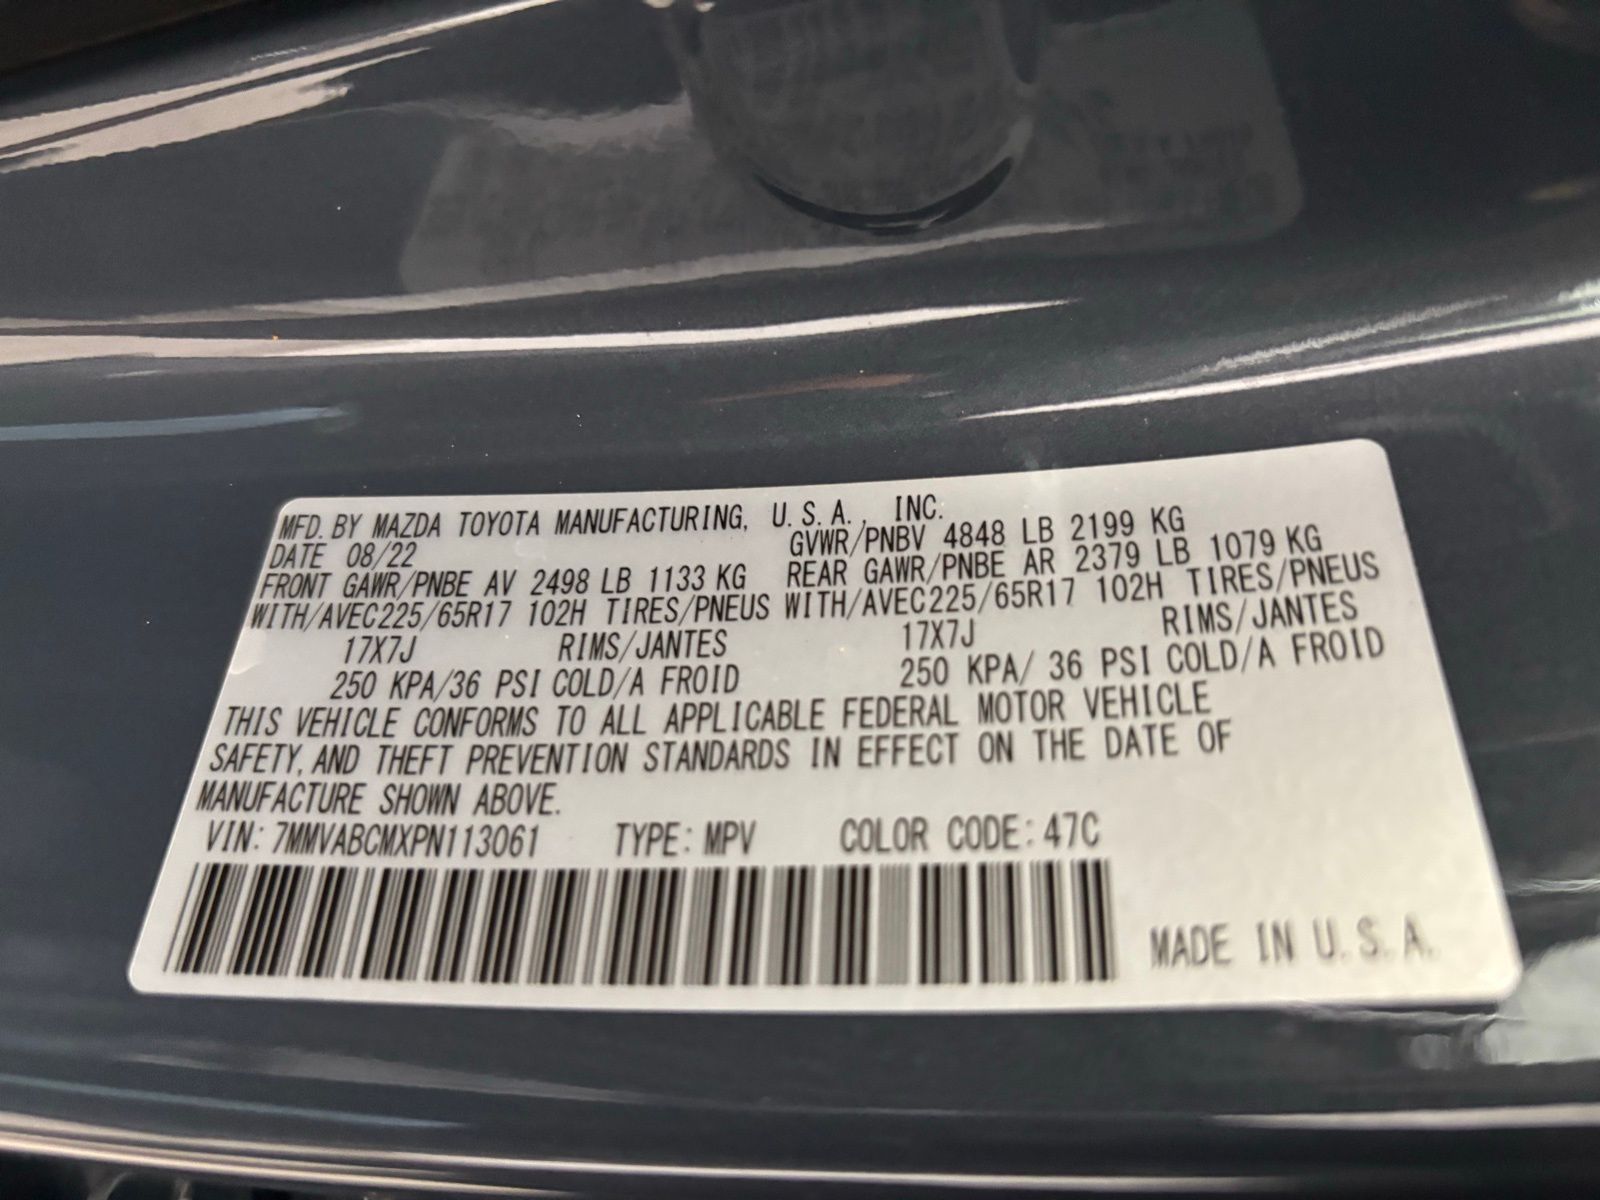 MFD. BY MAZDA TOYOTA MANUFACTURING, U.S.A., INC.
DATE 08/22 GVWR/PNBV 4848 LB 2199 KG
FRONT GAWR/PNBE AV 2498 LB 1133 KG REAR GAWR/PNBE AR 2379 LB 1079 KG
WITH/AVEC225/65R17 102H TIRES/PNEUS WITH/AVEC225/65R17 102H TIRES/PNEUS
17X7J RIMS/JANTES 17X7J RIMS/JANTES
250 KPA/36 PSI COLD/A FROID 250 KPA/ 36 PSI COLD/A FROID
THIS VEHICLE CONFORMS TO ALL APPLICABLE FEDERAL MOTOR VEHICLE
SAFETY, AND THEFT PREVENTION STANDARDS IN EFFECT ON THE DATE OF
MANUFACTURE SHOWN ABOVE.
VIN: 7MMVABCMXPN113061 TYPE: MPV COLOR CODE: 47C
MADE IN U.S.A.